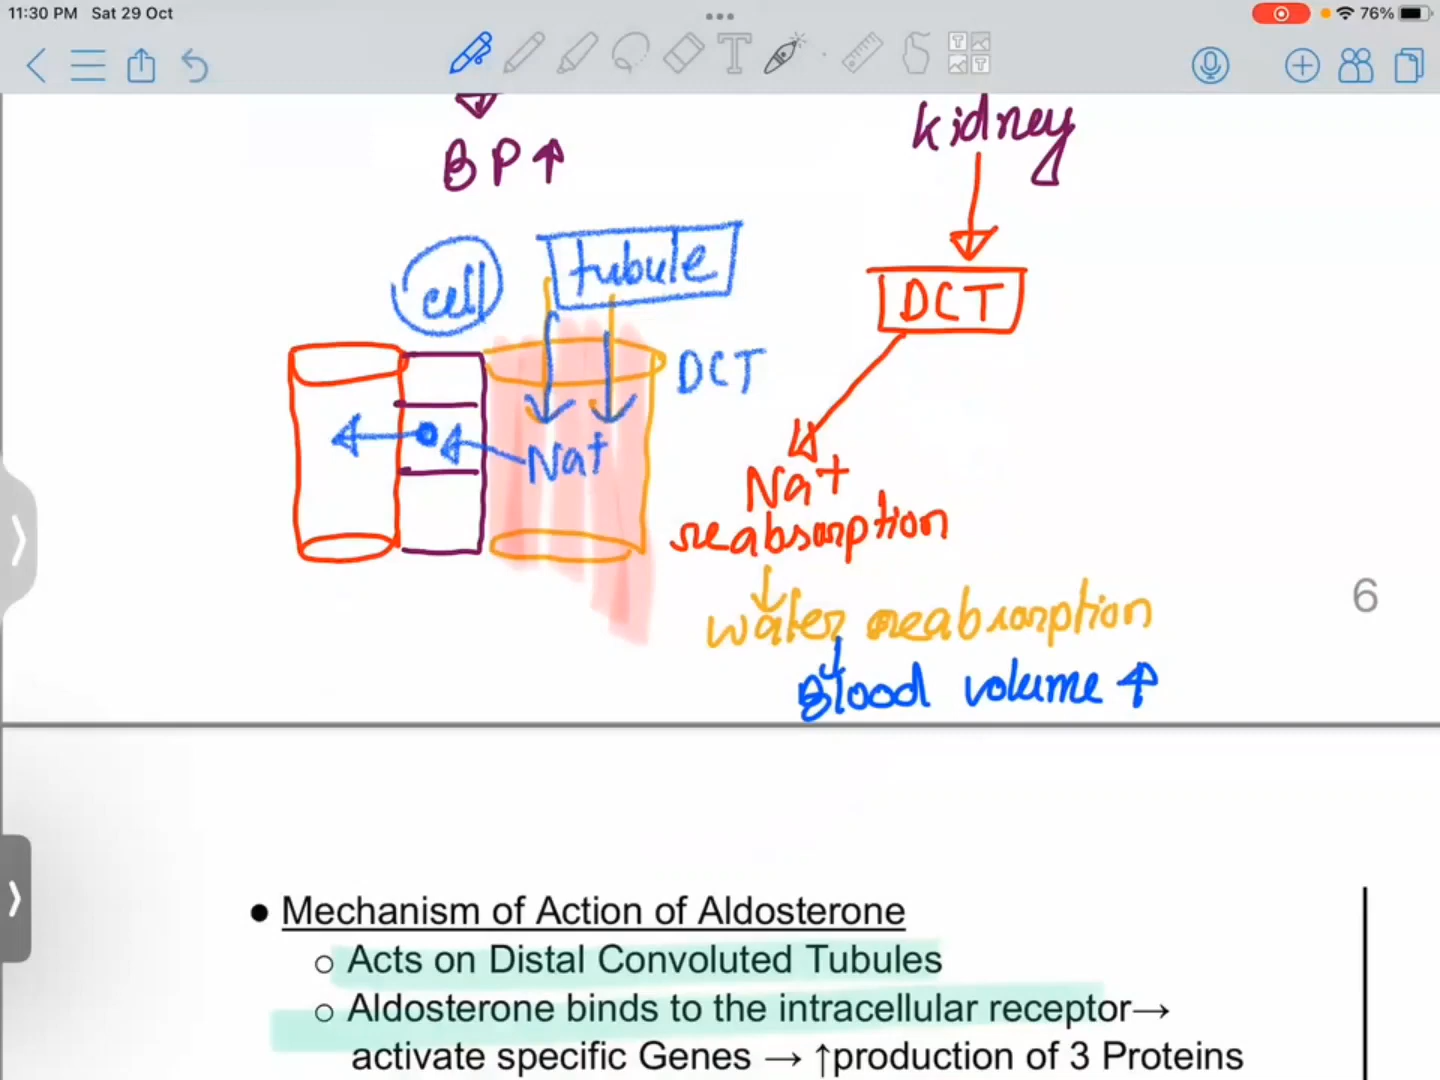 11:30 PM Sat 29 Oct
76%
T
kidney
BP↑
cell
tubule
DCT
DCT
Na+
Na+
reabsorption
water reabsorption
6
Blood volume ↑
● Mechanism of Action of Aldosterone
○ Acts on Distal Convoluted Tubules
○ Aldosterone binds to the intracellular receptor→
activate specific Genes → ↑production of 3 Proteins